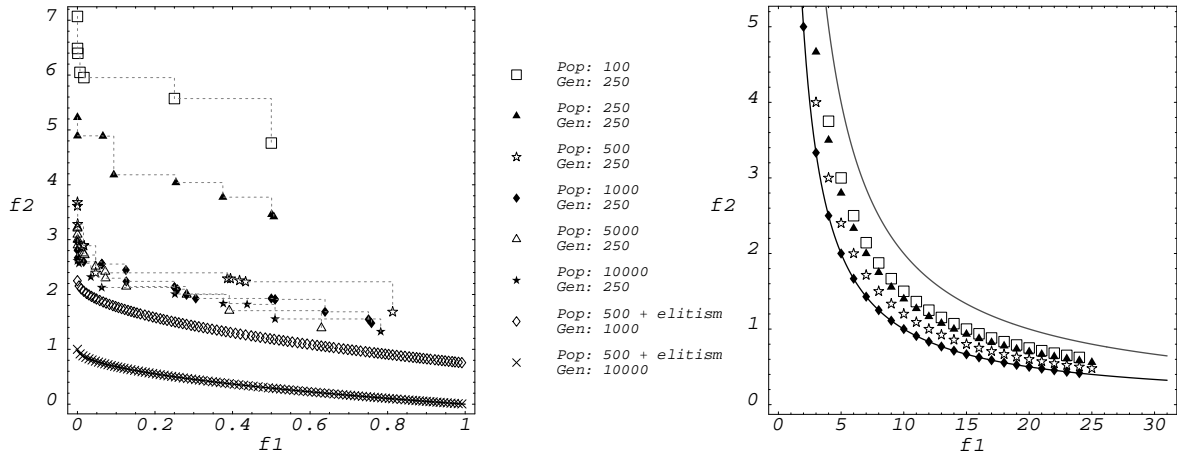 7
6
5
4
f2
3
2
1
0
0 0.2 0.4 0.6 0.8 1
f1
Pop: 100
Gen: 250
Pop: 250
Gen: 250
Pop: 500
Gen: 250
Pop: 1000
Gen: 250
Pop: 5000
Gen: 250
Pop: 10000
Gen: 250
Pop: 500 + elitism
Gen: 1000
Pop: 500 + elitism
Gen: 10000
5
4
3
f2
2
1
0
0 5 10 15 20 25 30
f1